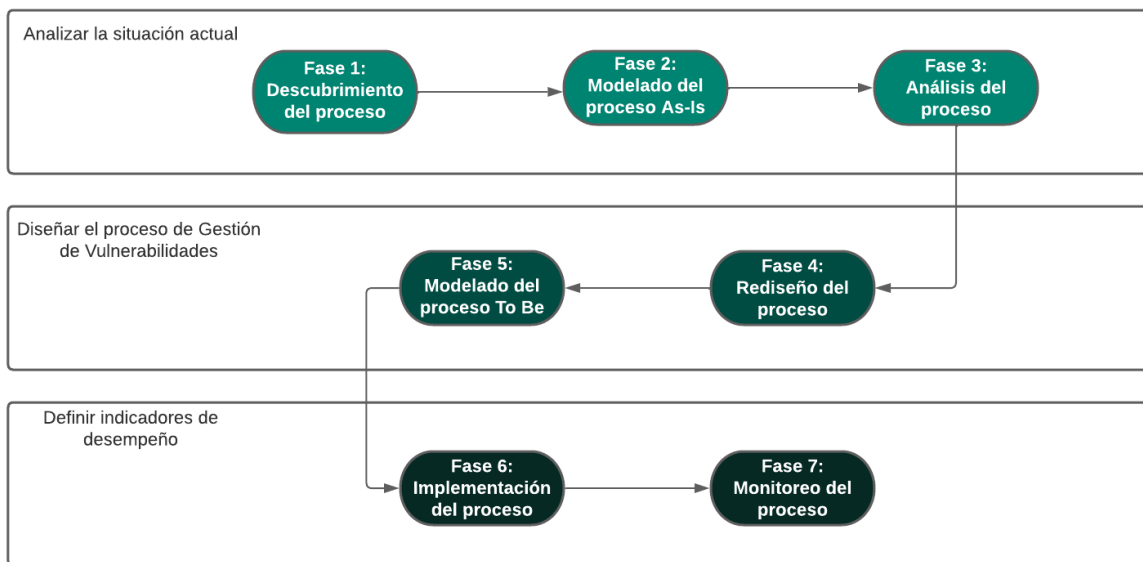 Analizar la situación actual
Fase 1:
Descubrimiento
del proceso
Fase 2:
Modelado del
proceso As-Is
Fase 3:
Análisis del
proceso
Diseñar el proceso de Gestión
de Vulnerabilidades
Fase 5:
Modelado del
proceso To Be
Fase 4:
Rediseño del
proceso
Definir indicadores de
desempeño
Fase 6:
Implementación
del proceso
Fase 7:
Monitoreo del
proceso